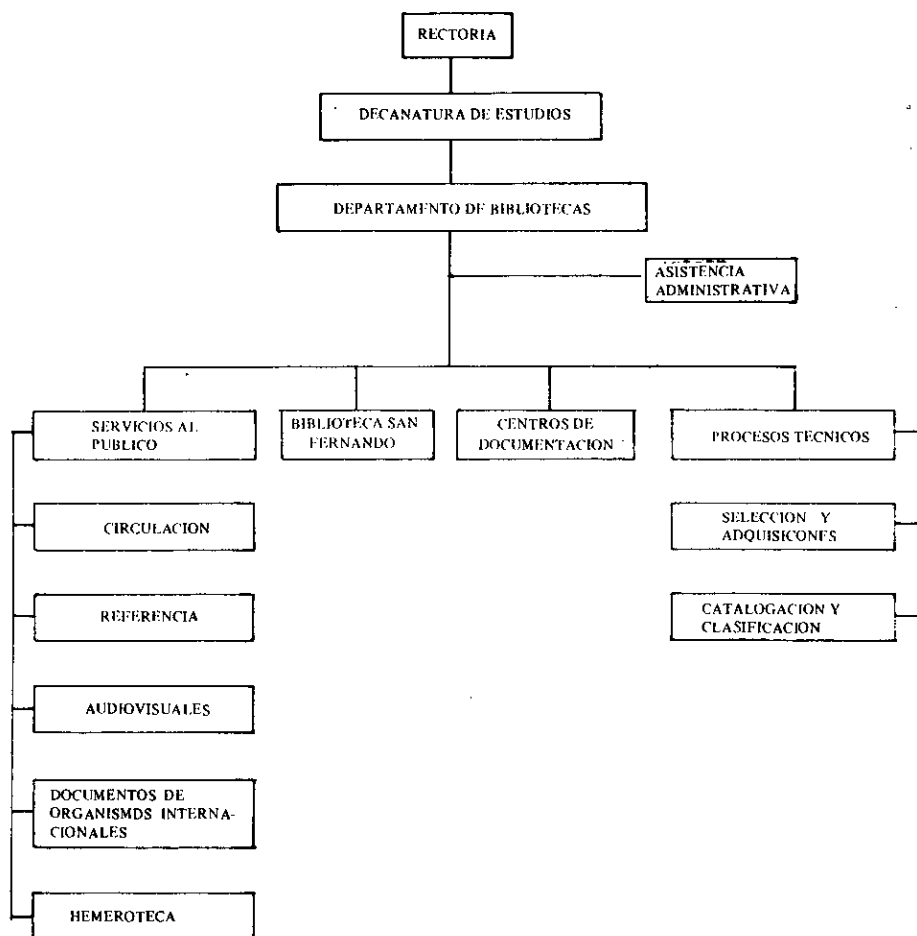 RECTORIA
DECANATURA DE ESTUDIOS
DEPARTAMENTO DE BIBLIOTECAS
ASISTENCIA
ADMINISTRATIVA
SERVICIOS AL
PUBLICO
BIBLIOTECA SAN
FERNANDO
CENTROS DE
DOCUMENTACION
PROCESOS TECNICOS
CIRCULACION
SELECCION Y
ADQUISICONES
REFERENCIA
CATALOGACION Y
CLASIFICACION
AUDIOVISUALES
DOCUMENTOS DE
ORGANISMDS INTERNA-
CIONALES
HEMEROTECA